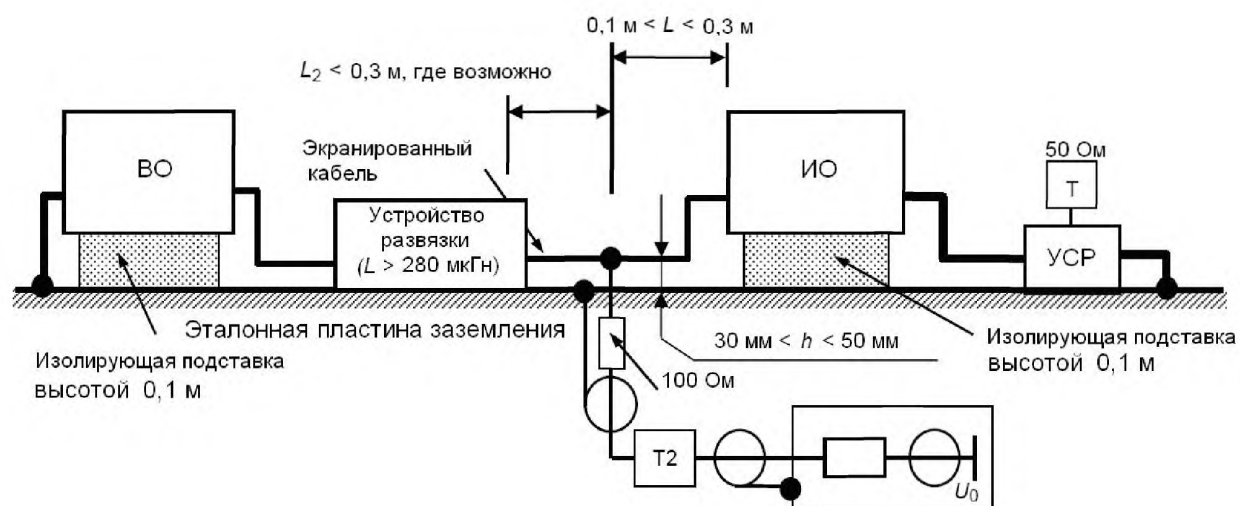 0,1 м < L < 0,3 м
L2 < 0,3 м, где возможно
Экранированный
кабель
ВО
Устройство
развязки
(L > 280 мкГн)
ИО
50 Ом
Т
УСР
Эталонная пластина заземления
Изолирующая подставка
высотой 0,1 м
30 мм < h < 50 мм
Изолирующая подставка
высотой 0,1 м
100 Ом
Т2
U0